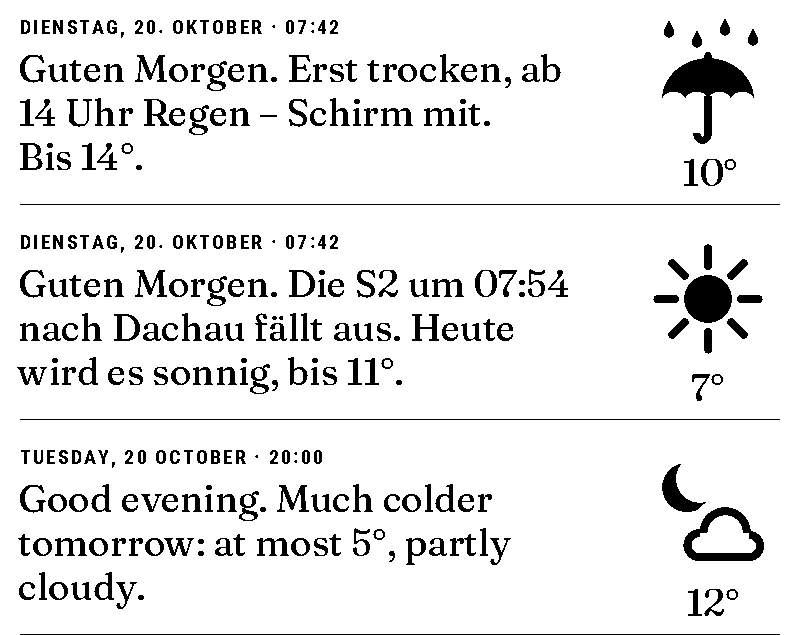 DIENSTAG, 20. OKTOBER · 07:42
Guten Morgen. Erst trocken, ab
14 Uhr Regen – Schirm mit.
Bis 14°.
10°
DIENSTAG, 20. OKTOBER · 07:42
Guten Morgen. Die S2 um 07:54
nach Dachau fällt aus. Heute
wird es sonnig, bis 11°.
7°
TUESDAY, 20 OCTOBER · 20:00
Good evening. Much colder
tomorrow: at most 5°, partly
cloudy.
12°